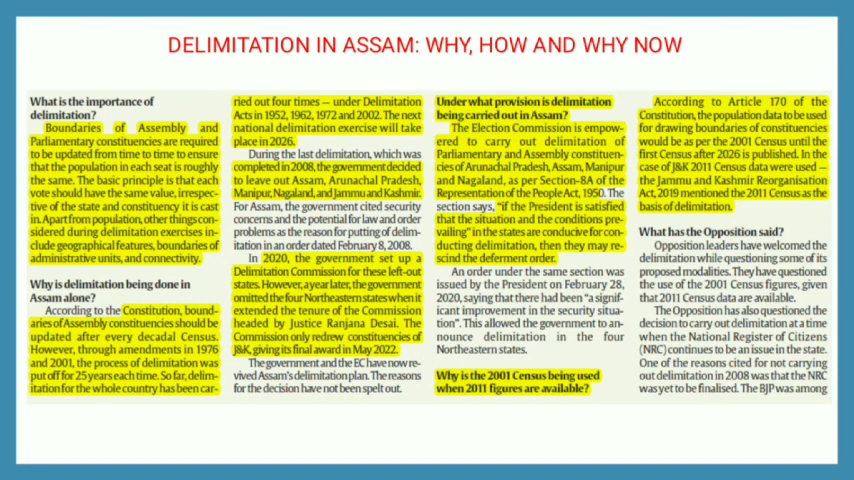 DELIMITATION IN ASSAM: WHY, HOW AND WHY NOW
What is the importance of
delimitation?
Boundaries of Assembly and
Parliamentary constituencies are required
to be updated from time to time to ensure
that the population in each seat is roughly
the same. The basic principle is that each
vote should have the same value, irrespec-
tive of the state and constituency it is cast
in. Apart from population, other things con-
sidered during delimitation exercises in-
clude geographical features, boundaries of
administrative units, and connectivity.
Why is delimitation being done in
Assam alone?
According to the Constitution, bound-
aries of Assembly constituencies should be
updated after every decadal Census.
However, through amendments in 1976
and 2001, the process of delimitation was
put off for 25 years each time. So far, delim-
itation for the whole country has been car-
ried out four times — under Delimitation
Acts in 1952, 1962, 1972 and 2002. The next
national delimitation exercise will take
place in 2026.
During the last delimitation, which was
completed in 2008, the government decided
to leave out Assam, Arunachal Pradesh,
Manipur, Nagaland, and Jammu and Kashmir.
For Assam, the government cited security
concerns and the potential for law and order
problems as the reason for putting of delim-
itation in an order dated February 8, 2008.
In 2020, the government set up a
Delimitation Commission for these left-out
states. However, a year later, the government
omitted the four Northeastern states when it
extended the tenure of the Commission
headed by Justice Ranjana Desai. The
Commission only redrew constituencies of
J&K, giving its final award in May 2022.
The government and the EC have now re-
vived Assam's delimitation plan. The reasons
for the decision have not been spelt out.
Under what provision is delimitation
being carried out in Assam?
The Election Commission is empow-
ered to carry out delimitation of
Parliamentary and Assembly constituen-
cies of Arunachal Pradesh, Assam, Manipur
and Nagaland, as per Section-8A of the
Representation of the People Act, 1950. The
section says, "if the President is satisfied
that the situation and the conditions pre-
vailing" in the states are conducive for con-
ducting delimitation, then they may re-
scind the deferment order.
An order under the same section was
issued by the President on February 28,
2020, saying that there had been "a signif-
icant improvement in the security situa-
tion". This allowed the government to an-
nounce delimitation in the four
Northeastern states.
Why is the 2001 Census being used
when 2011 figures are available?
According to Article 170 of the
Constitution, the population data to be used
for drawing boundaries of constituencies
would be as per the 2001 Census until the
first Census after 2026 is published. In the
case of J&K 2011 Census data were used —
the Jammu and Kashmir Reorganisation
Act, 2019 mentioned the 2011 Census as the
basis of delimitation.
What has the Opposition said?
Opposition leaders have welcomed the
delimitation while questioning some of its
proposed modalities. They have questioned
the use of the 2001 Census figures, given
that 2011 Census data are available.
The Opposition has also questioned the
decision to carry out delimitation at a time
when the National Register of Citizens
(NRC) continues to be an issue in the state.
One of the reasons cited for not carrying
out delimitation in 2008 was that the NRC
was yet to be finalised. The BJP was among